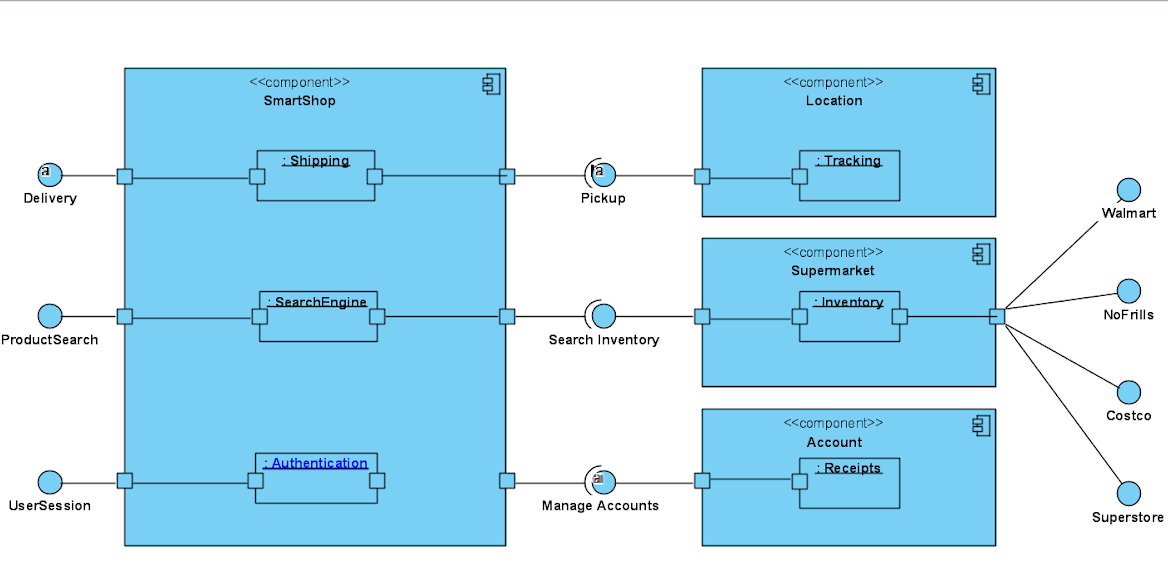 <<component>>
SmartShop
: Shipping
: SearchEngine
: Authentication
a
Delivery
ProductSearch
UserSession
a
Pickup
Search Inventory
a
Manage Accounts
<<component>>
Location
: Tracking
<<component>>
Supermarket
: Inventory
<<component>>
Account
: Receipts
Walmart
NoFrills
Costco
Superstore